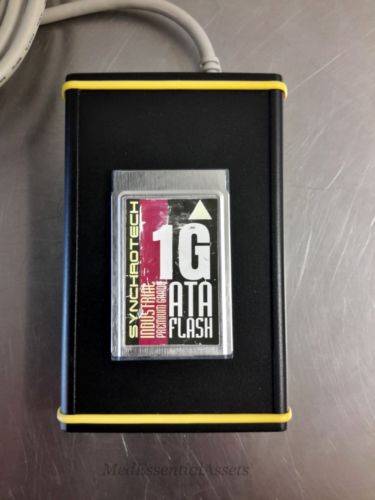 SYNCHROTECH
INDUSTRIAL
PREMIUM GRADE
1G
ATA
FLASH
MedEssentialAssets